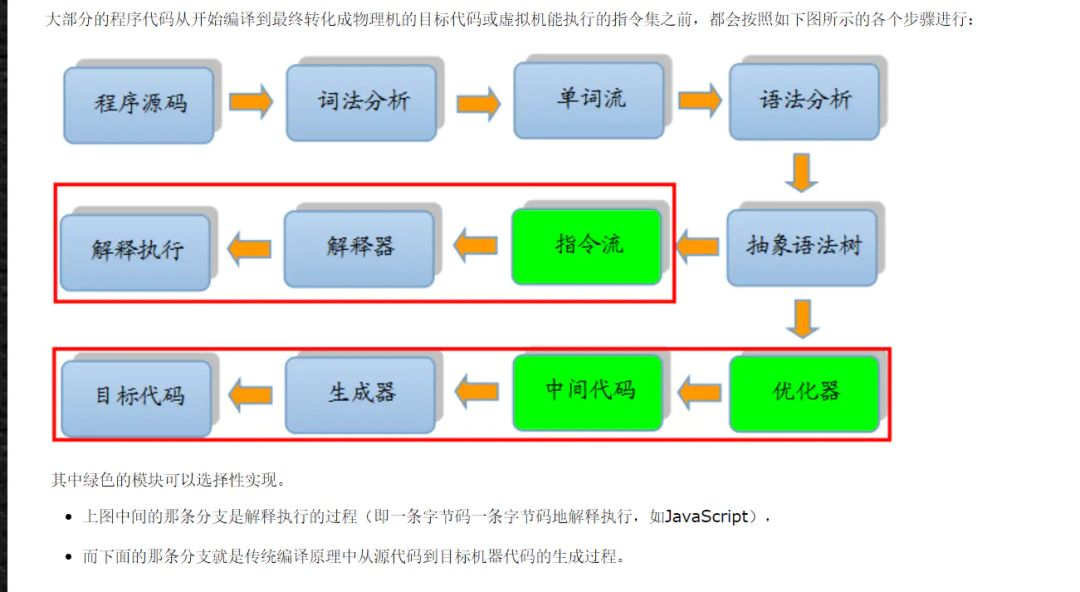 大部分的程序代码从开始编译到最终转化成物理机的目标代码或虚拟机能执行的指令集之前，都会按照如下图所示的各个步骤进行：
程序源码
词法分析
单词流
语法分析
解释执行
解释器
指令流
抽象语法树
目标代码
生成器
中间代码
优化器
其中绿色的模块可以选择性实现。
• 上图中间的那条分支是解释执行的过程（即一条字节码一条字节码地解释执行，如JavaScript），
• 而下面的那条分支就是传统编译原理中从源代码到目标机器代码的生成过程。